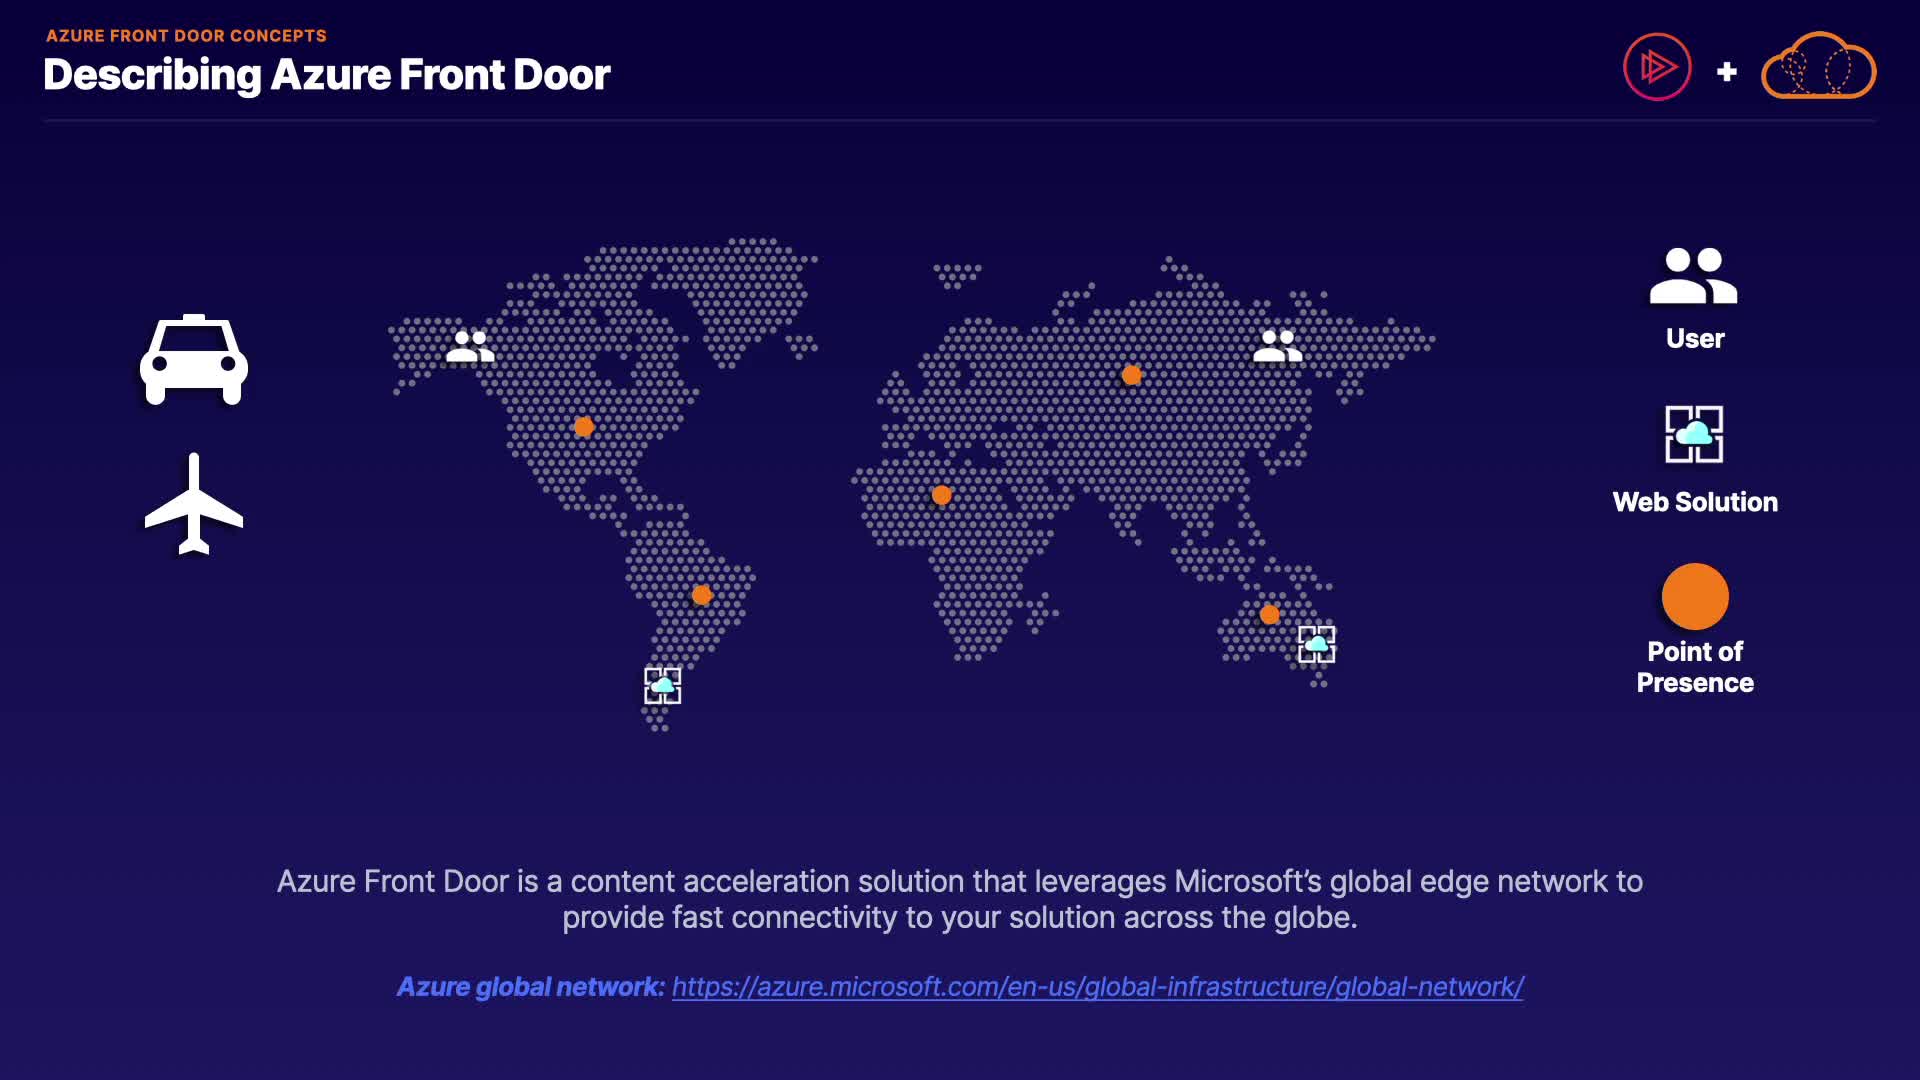 AZURE FRONT DOOR CONCEPTS
Describing Azure Front Door
+
User
Web Solution
Point of
Presence
Azure Front Door is a content acceleration solution that leverages Microsoft’s global edge network to
provide fast connectivity to your solution across the globe.
Azure global network: https://azure.microsoft.com/en-us/global-infrastructure/global-network/